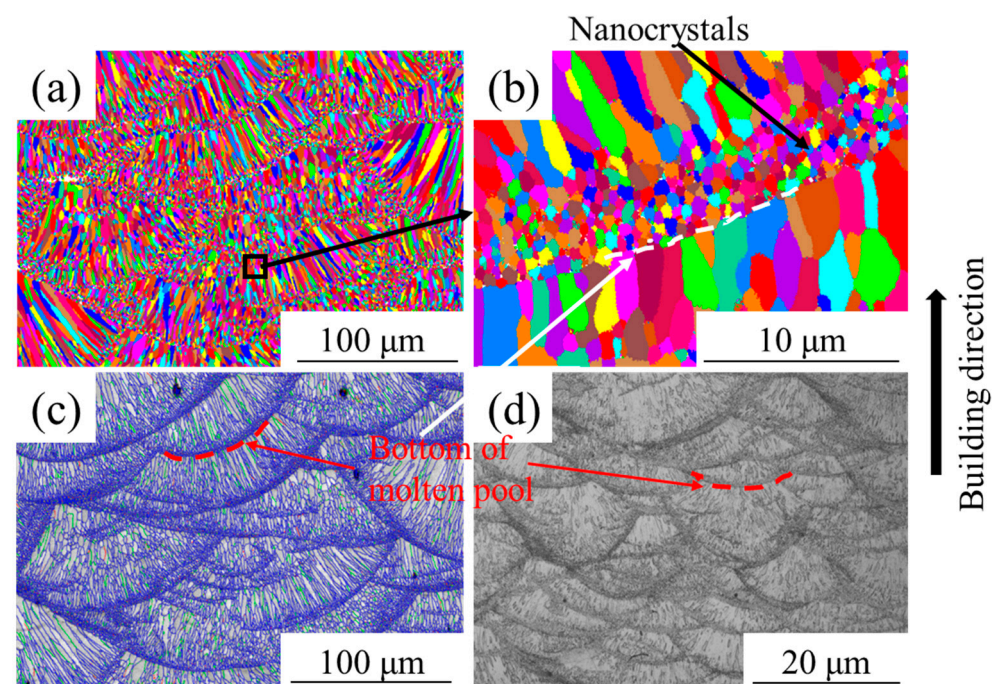 Nanocrystals
(a)
(b)
100 μm
10 μm
Building direction
(c)
(d)
Bottom of
molten pool
100 μm
20 μm